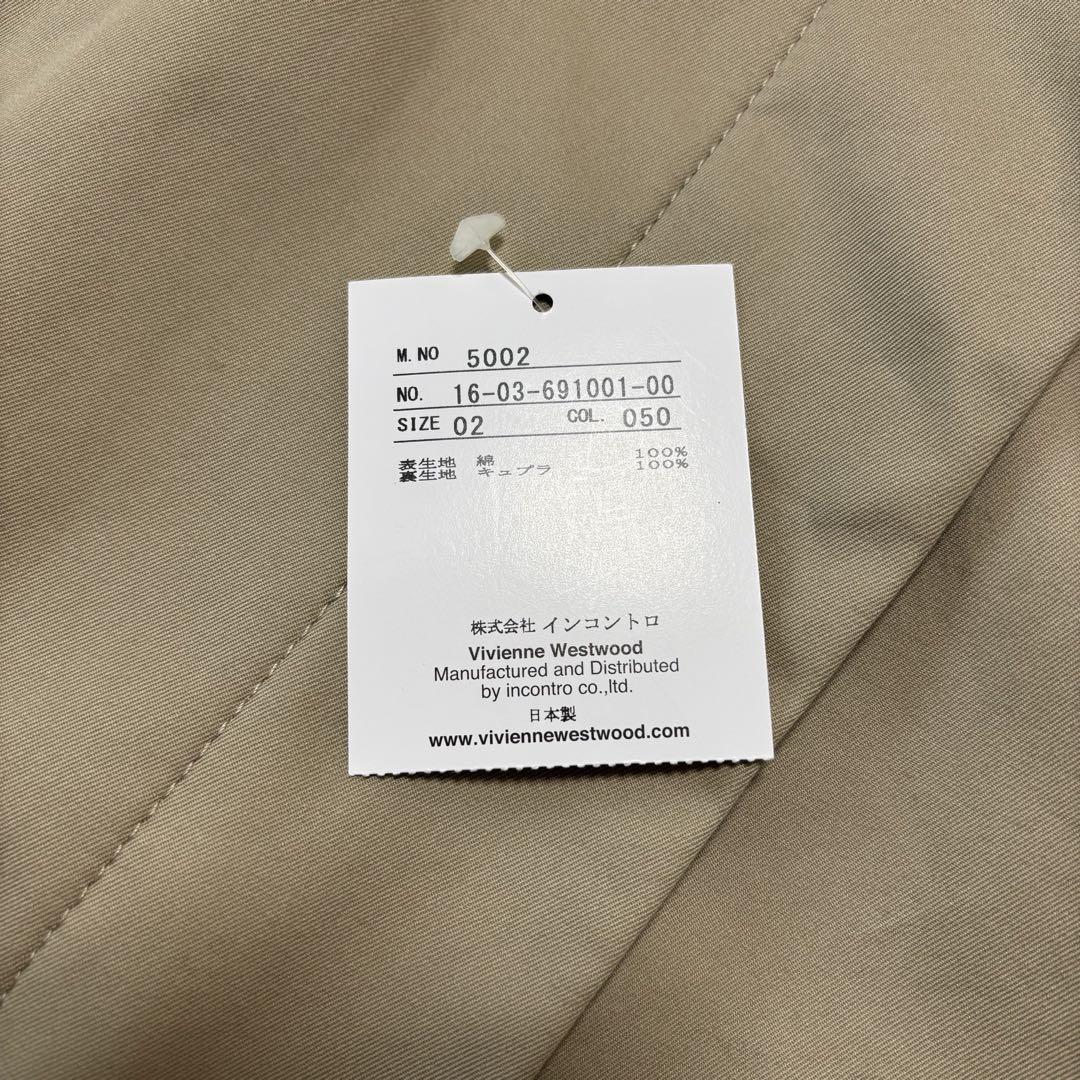 M.NO 5002
NO. 16-03-691001-00
SIZE 02 COL. 050
表生地 綿 100%
裏生地 キュプラ 100%
株式会社 インコントロ
Vivienne Westwood
Manufactured and Distributed
by incontro co.,ltd.
日本製
www.viviennewestwood.com